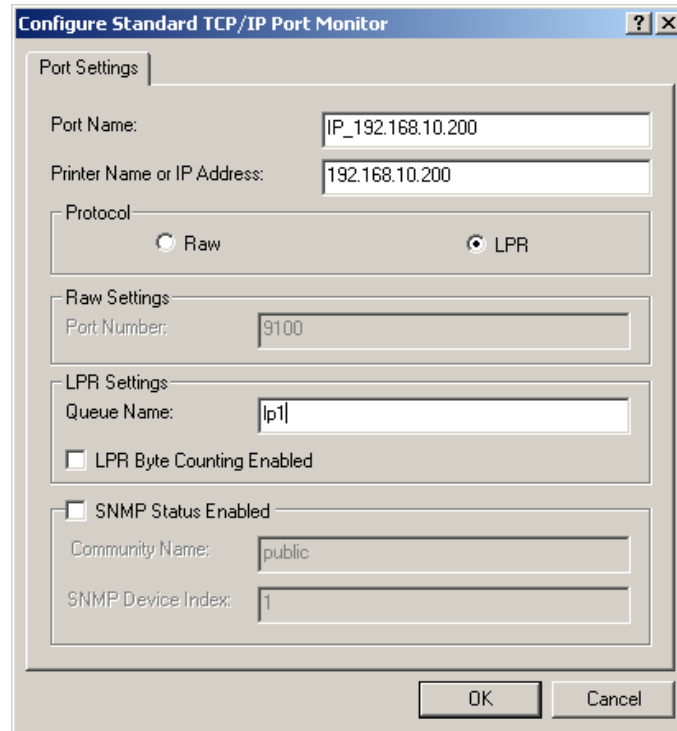 Configure Standard TCP/IP Port Monitor
Port Settings
Port Name: IP_192.168.10.200
Printer Name or IP Address: 192.168.10.200
Protocol
Raw LPR
Raw Settings
Port Number: 9100
LPR Settings
Queue Name: lp1
LPR Byte Counting Enabled
SNMP Status Enabled
Community Name: public
SNMP Device Index: 1
OK Cancel